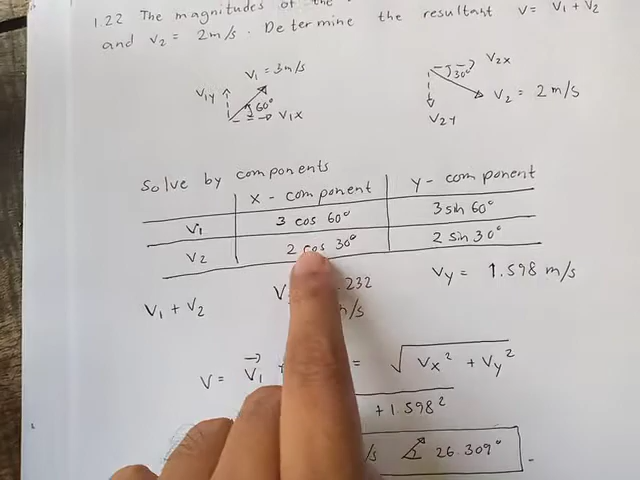 1.22 The magnitudes of the
and v₂ = 2m/s. Determine the resultant V = V₁ + V₂
V₁ = 3m/s
V₁Y
60°
V₁X
V₂X
30°
V₂ = 2 m/s
V₂Y
Solve by components
X - component Y - component
V₁ 3 cos 60° 3 sin 60°
V₂ 2 cos 30° 2 sin 30°
V₁ + V₂ .232 Vy = 1.598 m/s
/s
V = V₁ = √Vx² + Vy²
+ 1.598²
/s ∠ 26.309°